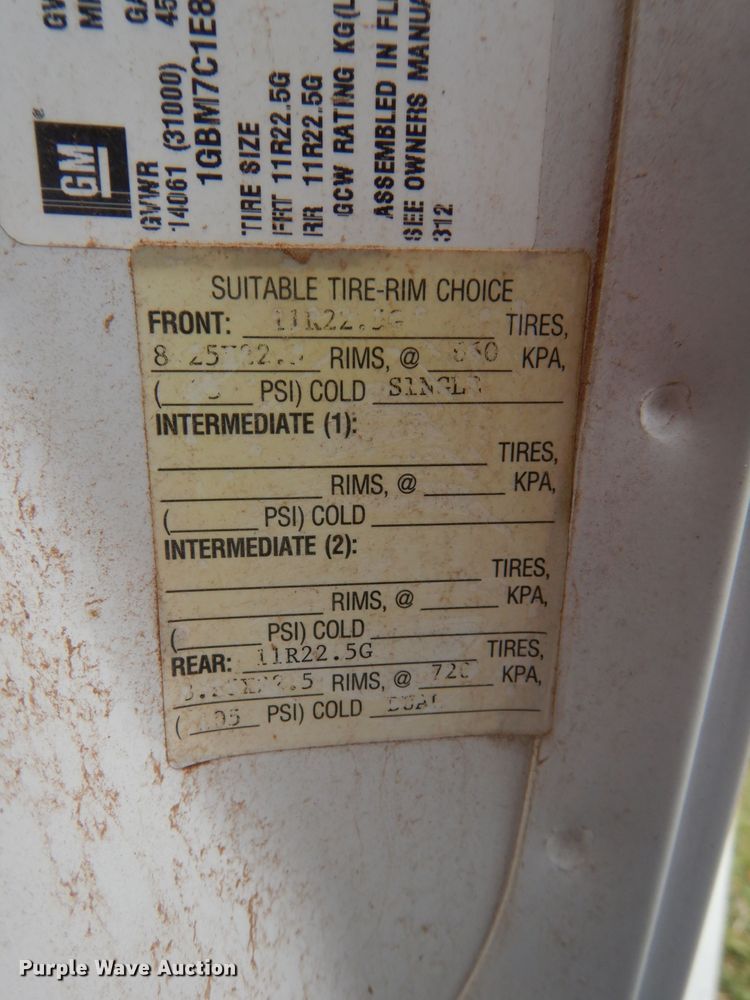 GM
GVWR
14061 (31000)
1GBM7C1E8
TIRE SIZE
FRT 11R22.5G
RR 11R22.5G
GCW RATING
ASSEMBLED IN
SEE OWNERS
312
SUITABLE TIRE-RIM CHOICE
FRONT: 11R22.5G TIRES,
RIMS, @ KPA,
( PSI) COLD SINGLE
INTERMEDIATE (1):
TIRES,
RIMS, @ KPA,
( PSI) COLD
INTERMEDIATE (2):
TIRES,
RIMS, @ KPA,
( PSI) COLD
REAR: 11R22.5G TIRES,
RIMS, @ KPA,
( PSI) COLD DUAL
Purple Wave Auction